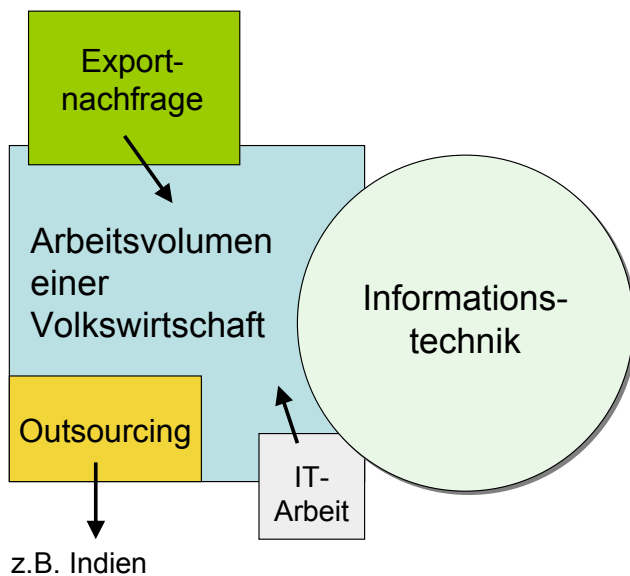 Export-
nachfrage
Arbeitsvolumen
einer
Volkswirtschaft
Informations-
technik
Outsourcing
IT-
Arbeit
z.B. Indien